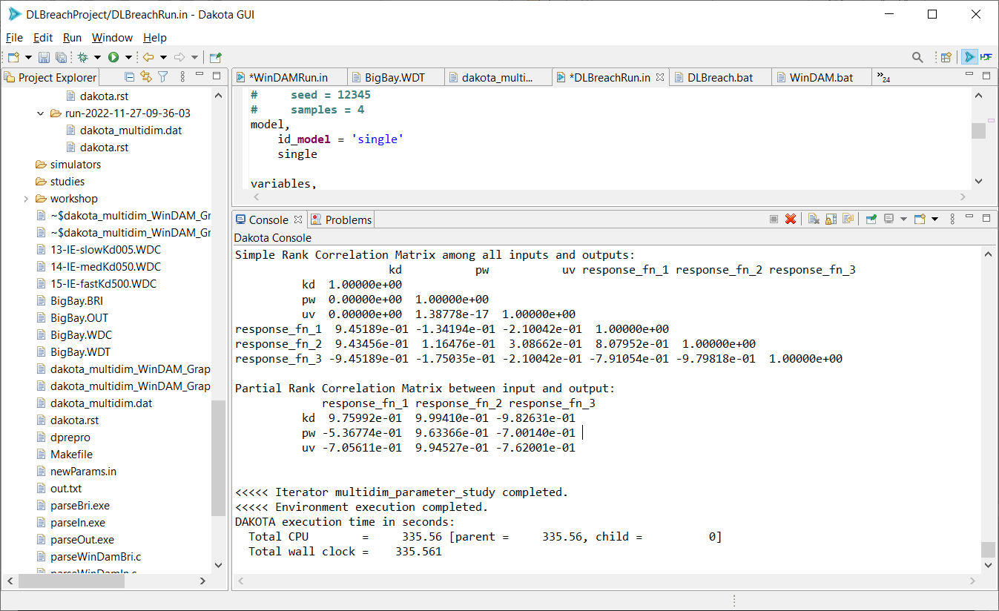 DLBreachProject/DLBreachRun.in - Dakota GUI
File Edit Run Window Help
Project Explorer
dakota.rst
run-2022-11-27-09-36-03
dakota_multidim.dat
dakota.rst
simulators
studies
workshop
~$dakota_multidim_WinDAM_Gr
~$dakota_multidim_WinDAM_Gr
13-IE-slowKd005.WDC
14-IE-medKd050.WDC
15-IE-fastKd500.WDC
BigBay.BRI
BigBay.OUT
BigBay.WDC
BigBay.WDT
dakota_multidim_WinDAM_Grap
dakota_multidim_WinDAM_Grap
dakota_multidim.dat
dakota.rst
dprepro
Makefile
newParams.in
out.txt
parseBri.exe
parseIn.exe
parseOut.exe
parseWinDamBri.c
parseWinDamIn.c
*WinDAMRun.in BigBay.WDT dakota_multi... *DLBreachRun.in DLBreach.bat WinDAM.bat »24
# seed = 12345
# samples = 4
model,
id_model = 'single'
single
variables,
Console Problems
Dakota Console
Simple Rank Correlation Matrix among all inputs and outputs:
kd pw uv response_fn_1 response_fn_2 response_fn_3
kd 1.00000e+00
pw 0.00000e+00 1.00000e+00
uv 0.00000e+00 1.38778e-17 1.00000e+00
response_fn_1 9.45189e-01 -1.34194e-01 -2.10042e-01 1.00000e+00
response_fn_2 9.43456e-01 1.16476e-01 3.08662e-01 8.07952e-01 1.00000e+00
response_fn_3 -9.45189e-01 -1.75035e-01 -2.10042e-01 -7.91054e-01 -9.79818e-01 1.00000e+00
Partial Rank Correlation Matrix between input and output:
response_fn_1 response_fn_2 response_fn_3
kd 9.75992e-01 9.99410e-01 -9.82631e-01
pw -5.36774e-01 9.63366e-01 -7.00140e-01
uv -7.05611e-01 9.94527e-01 -7.62001e-01
<<<<< Iterator multidim_parameter_study completed.
<<<<< Environment execution completed.
DAKOTA execution time in seconds:
Total CPU = 335.56 [parent = 335.56, child = 0]
Total wall clock = 335.561